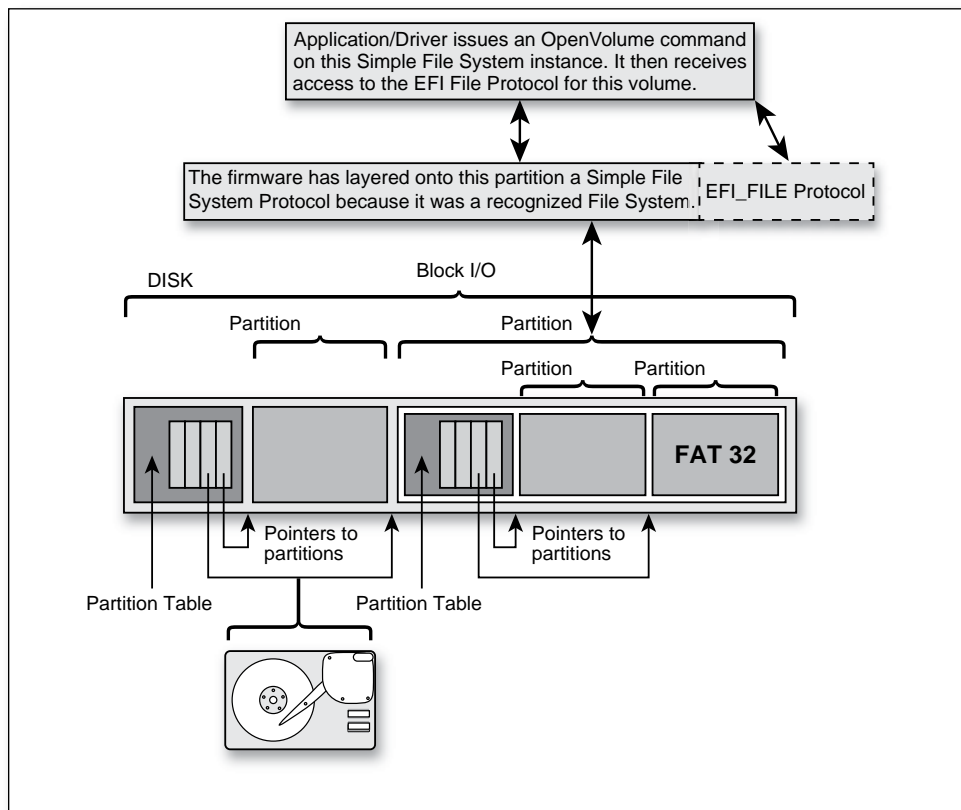 Application/Driver issues an OpenVolume command
on this Simple File System instance. It then receives
access to the EFI File Protocol for this volume.
The firmware has layered onto this partition a Simple File
System Protocol because it was a recognized File System.
EFI_FILE Protocol
Block I/O
DISK
Partition
Partition
Partition
Partition
FAT 32
Pointers to
partitions
Pointers to
partitions
Partition Table
Partition Table